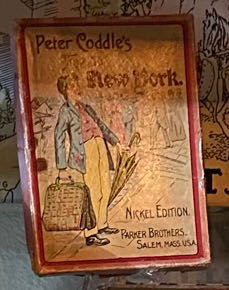 Peter Coddle's
New York.
NICKEL EDITION.
PARKER BROTHERS.
SALEM, MASS. U.S.A.